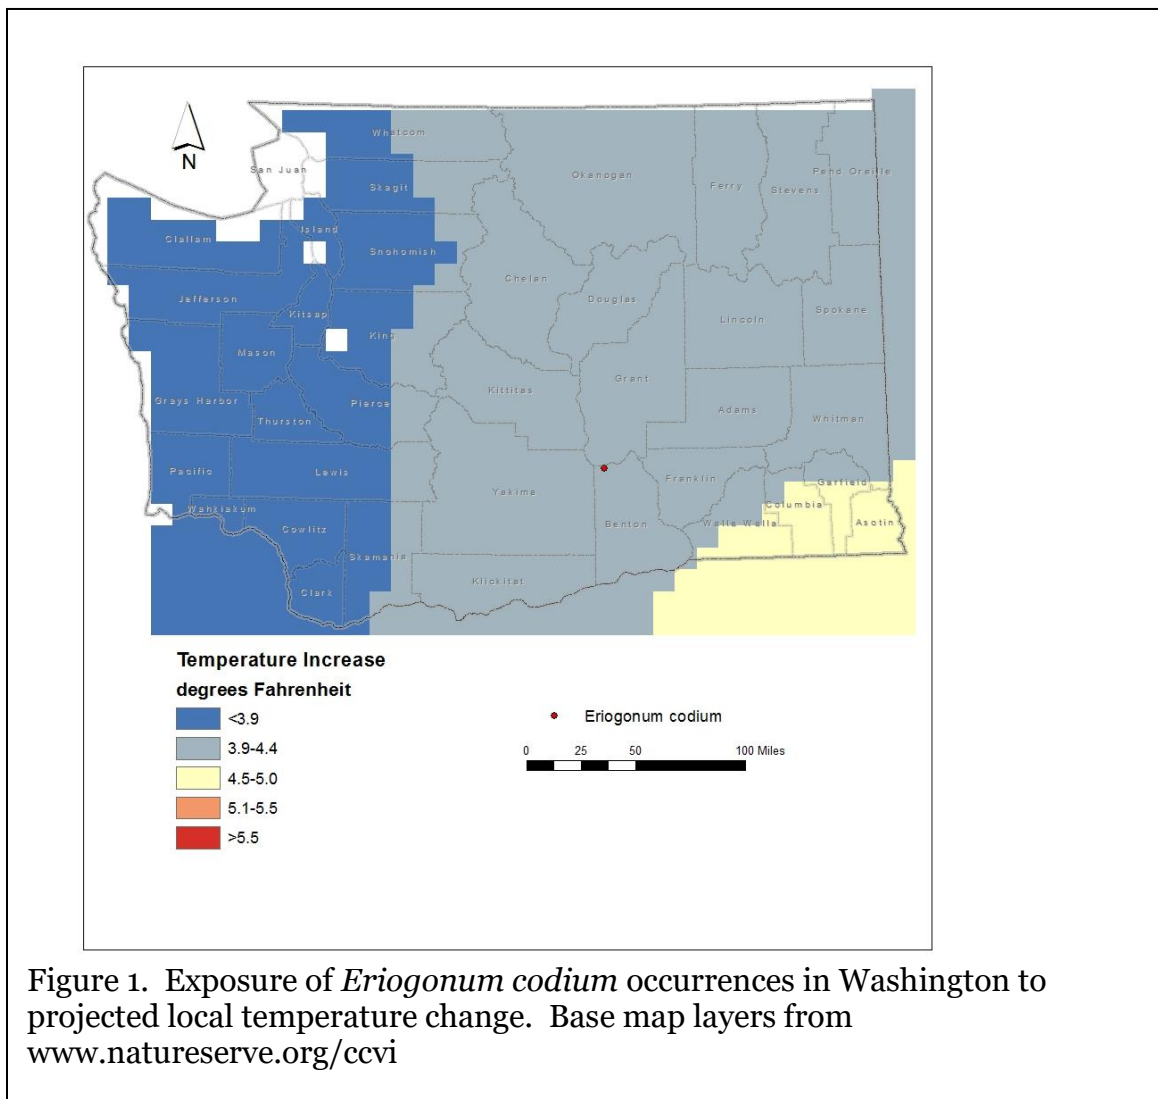 N
Whatcom
San Juan
Okanogan
Ferry
Pend Oreille
Stevens
Skagit
Island
Clallam
Snohomish
Chelan
Jefferson
Douglas
Kitsap
Lincoln
Spokane
King
Mason
Grant
Kittitas
Grays Harbor
Pierce
Adams
Whitman
Thurston
Pacific
Lewis
Yakima
Franklin
Garfield
Wahkiakum
Columbia
Cowlitz
Benton
Walla Walla
Asotin
Skamania
Klickitat
Clark
Temperature Increase
degrees Fahrenheit
<3.9
3.9-4.4
4.5-5.0
5.1-5.5
>5.5
Eriogonum codium
0 25 50 100 Miles
Figure 1. Exposure of Eriogonum codium occurrences in Washington to
projected local temperature change. Base map layers from
www.natureserve.org/ccvi